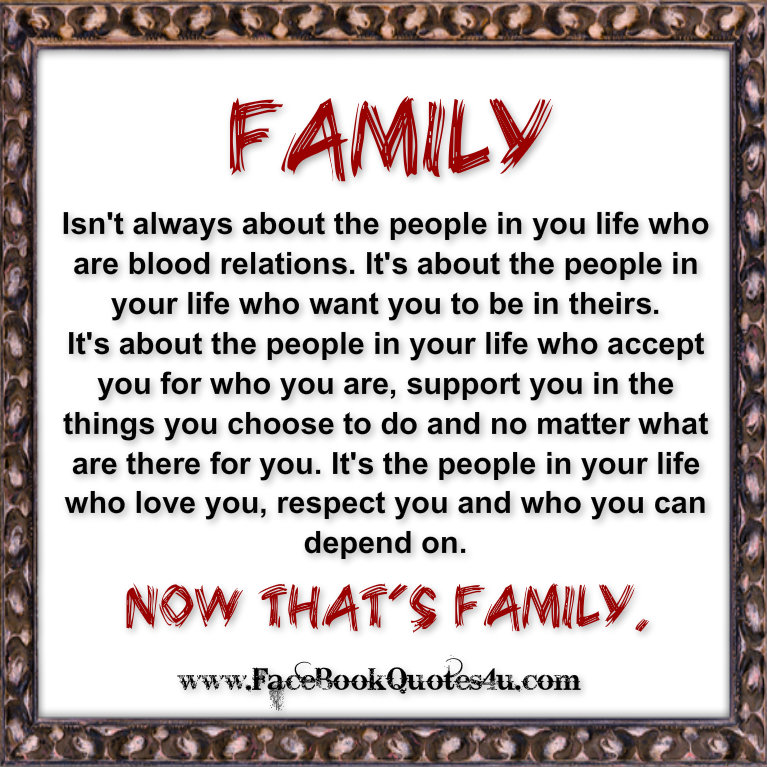 FAMILY
Isn't always about the people in you life who
are blood relations. It's about the people in
your life who want you to be in theirs.
It's about the people in your life who accept
you for who you are, support you in the
things you choose to do and no matter what
are there for you. It's the people in your life
who love you, respect you and who you can
depend on.
NOW THAT'S FAMILY.
www.FaceBookQuotes4u.com